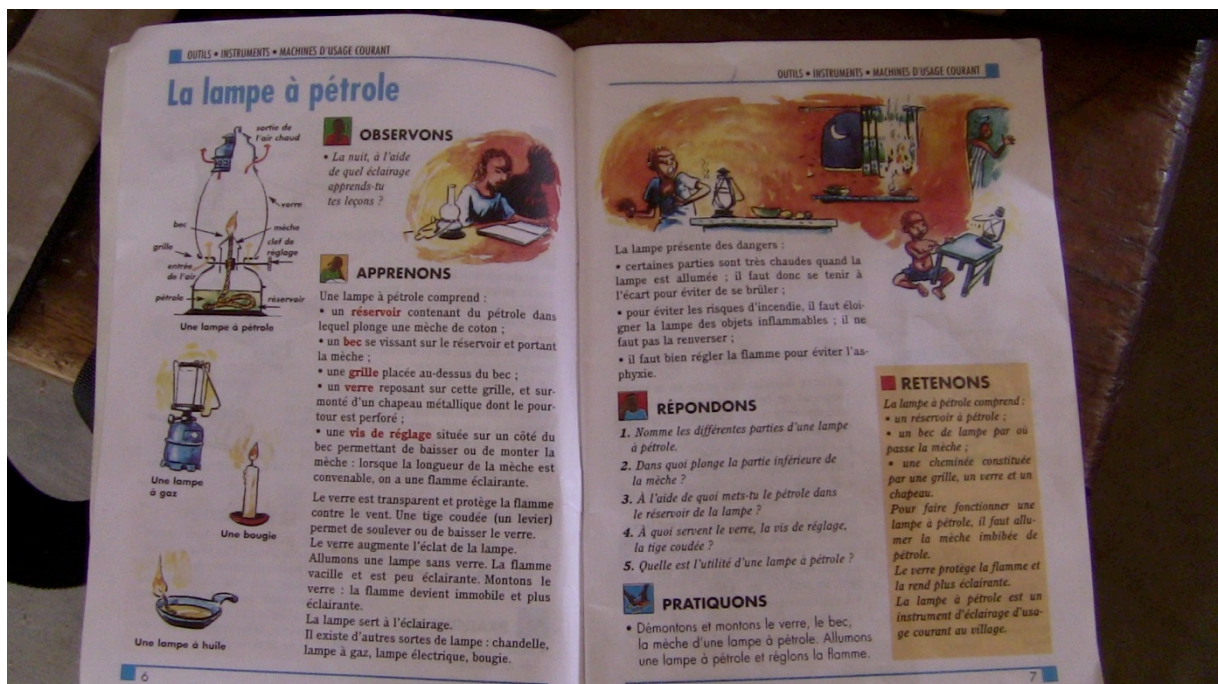 OUTILS • INSTRUMENTS • MACHINES D'USAGE COURANT
La lampe à pétrole
sortie de
l'air chaud
verre
bec
mèche
grille
clef de
réglage
entrée
de l'air
pétrole
réservoir
Une lampe à pétrole
Une lampe
à gaz
Une bougie
Une lampe à huile
OBSERVONS
• La nuit, à l'aide
de quel éclairage
apprends-tu
tes leçons ?
APPRENONS
Une lampe à pétrole comprend :
• un réservoir contenant du pétrole dans
lequel plonge une mèche de coton ;
• un bec se vissant sur le réservoir et portant
la mèche ;
• une grille placée au-dessus du bec ;
• un verre reposant sur cette grille, et sur-
monté d'un chapeau métallique dont le pour-
tour est perforé ;
• une vis de réglage située sur un côté du
bec permettant de baisser ou de monter la
mèche : lorsque la longueur de la mèche est
convenable, on a une flamme éclairante.
Le verre est transparent et protège la flamme
contre le vent. Une tige coudée (un levier)
permet de soulever ou de baisser le verre.
Le verre augmente l'éclat de la lampe.
Allumons une lampe sans verre. La flamme
vacille et est peu éclairante. Montons le
verre : la flamme devient immobile et plus
éclairante.
La lampe sert à l'éclairage.
Il existe d'autres sortes de lampe : chandelle,
lampe à gaz, lampe électrique, bougie.
6
OUTILS • INSTRUMENTS • MACHINES D'USAGE COURANT
La lampe présente des dangers :
• certaines parties sont très chaudes quand la
lampe est allumée ; il faut donc se tenir à
l'écart pour éviter de se brûler ;
• pour éviter les risques d'incendie, il faut éloi-
gner la lampe des objets inflammables ; il ne
faut pas la renverser ;
• il faut bien régler la flamme pour éviter l'as-
phyxie.
RÉPONDONS
1. Nomme les différentes parties d'une lampe
à pétrole.
2. Dans quoi plonge la partie inférieure de
la mèche ?
3. À l'aide de quoi mets-tu le pétrole dans
le réservoir de la lampe ?
4. À quoi servent le verre, la vis de réglage,
la tige coudée ?
5. Quelle est l'utilité d'une lampe à pétrole ?
PRATIQUONS
• Démontons et montons le verre, le bec,
la mèche d'une lampe à pétrole. Allumons
une lampe à pétrole et réglons la flamme.
RETENONS
La lampe à pétrole comprend :
• un réservoir à pétrole ;
• un bec de lampe par où
passe la mèche ;
• une cheminée constituée
par une grille, un verre et un
chapeau.
Pour faire fonctionner une
lampe à pétrole, il faut allu-
mer la mèche imbibée de
pétrole.
Le verre protège la flamme et
la rend plus éclairante.
La lampe à pétrole est un
instrument d'éclairage d'usa-
ge courant au village.
7